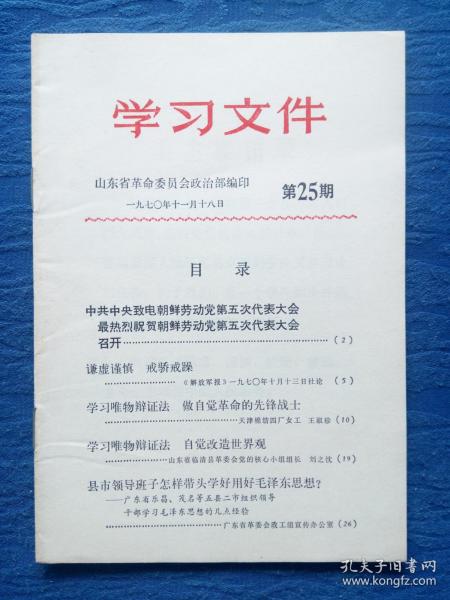 学习文件
山东省革命委员会政治部编印
一九七〇年十一月十八日
第25期
目 录
中共中央致电朝鲜劳动党第五次代表大会
最热烈祝贺朝鲜劳动党第五次代表大会
召开……(2)
谦虚谨慎 戒骄戒躁
……《解放军报》一九七〇年十月十三日社论 (5)
学习唯物辩证法 做自觉革命的先锋战士
……天津棉纺四厂女工 王淑珍 (10)
学习唯物辩证法 自觉改造世界观
……山东省临清县革委会党的核心小组组长 刘之忱 (19)
县市领导班子怎样带头学好用好毛泽东思想?
——广东省乐昌、茂名等五县二市组织领导
干部学习毛泽东思想的几点经验
……广东省革委会政工组宣传办公室 (26)
孔夫子旧书网
www.kongfz.com